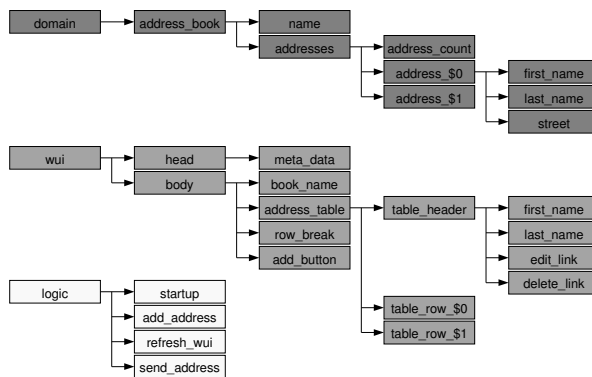 domain
address_book
name
addresses
address_count
address_$0
address_$1
first_name
last_name
street
wui
head
meta_data
body
book_name
address_table
row_break
add_button
table_header
first_name
last_name
edit_link
delete_link
table_row_$0
table_row_$1
logic
startup
add_address
refresh_wui
send_address